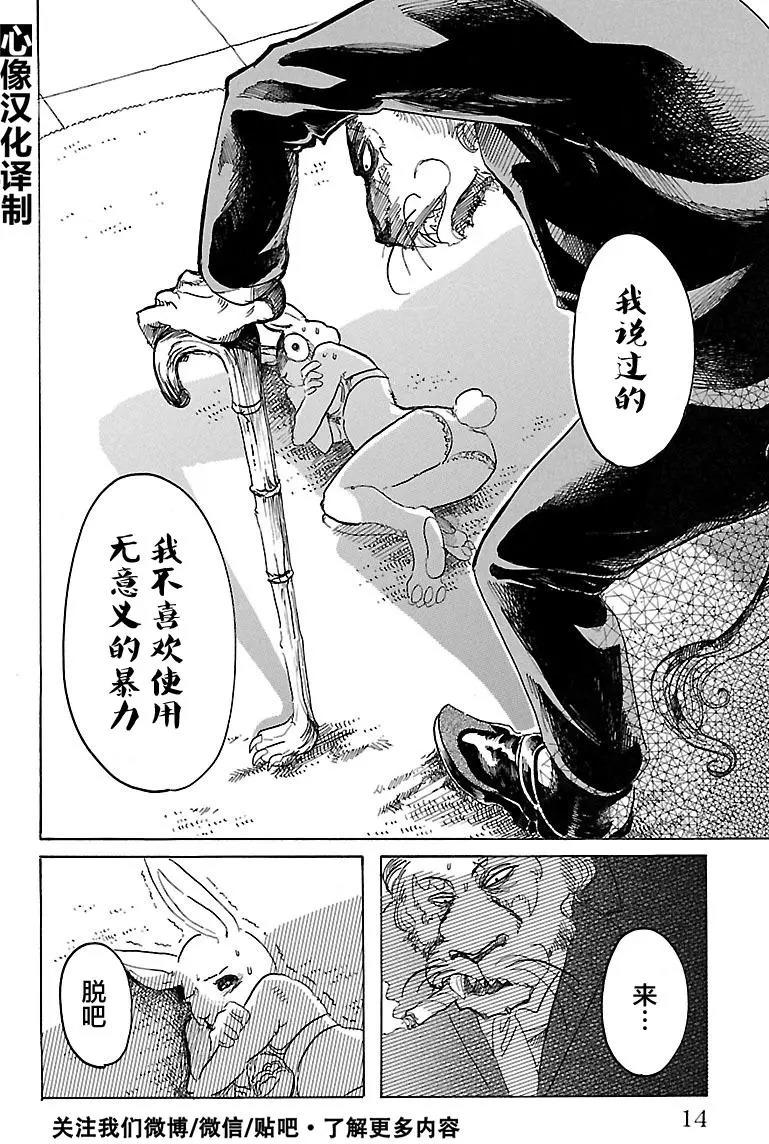 心像汉化译制
我说过的
我不喜欢使用
无意义的暴力
来…
脱吧
14
关注我们微博/微信/贴吧·了解更多内容